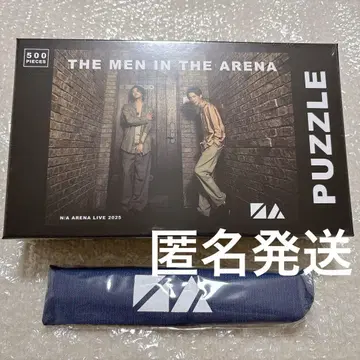 500
PIECES
THE MEN IN THE ARENA
PUZZLE
N/A ARENA LIVE 2025
N/A
匿名発送
N/A